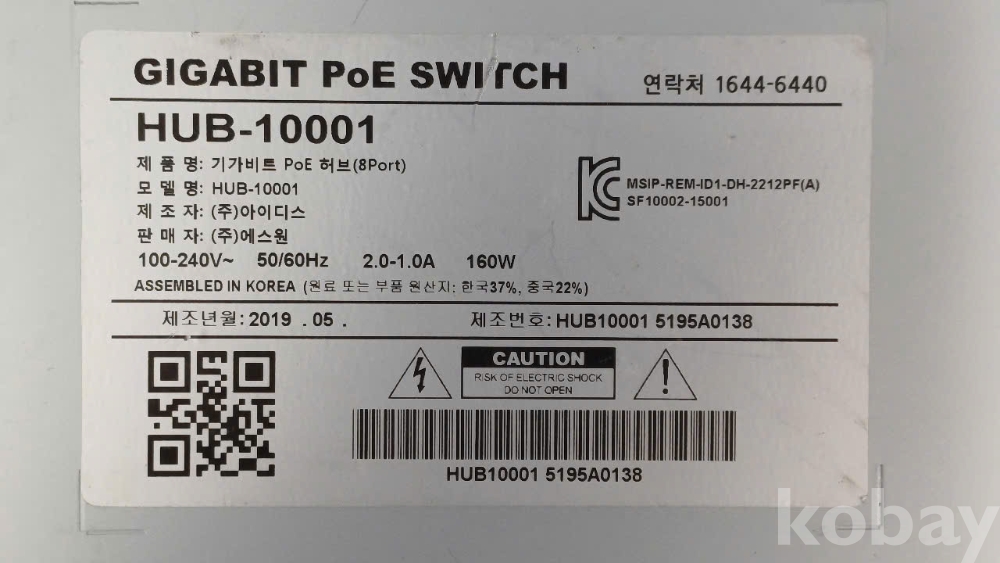 GIGABIT PoE SWITCH
연락처 1644-6440
HUB-10001
제 품 명: 기가비트 PoE 허브(8Port)
모 델 명: HUB-10001
제 조 자: (주)아이디스
판 매 자: (주)에스원
MSIP-REM-ID1-DH-2212PF(A)
SF10002-15001
100-240V~ 50/60Hz 2.0-1.0A 160W
ASSEMBLED IN KOREA (원료 또는 부품 원산지: 한국37%, 중국22%)
제조년월: 2019 . 05 .
제조번호: HUB10001 5195A0138
CAUTION
RISK OF ELECTRIC SHOCK
DO NOT OPEN
HUB10001 5195A0138
kobay